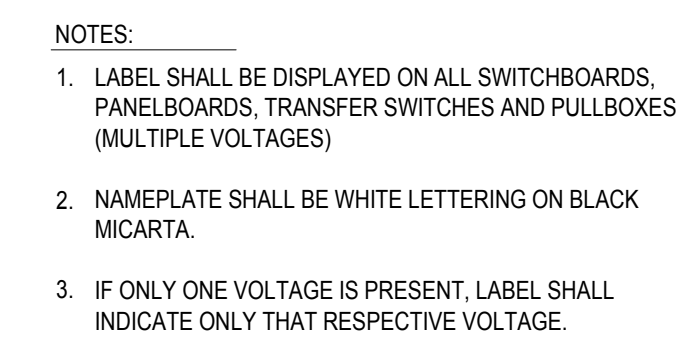 NOTES:
1. LABEL SHALL BE DISPLAYED ON ALL SWITCHBOARDS,
PANELBOARDS, TRANSFER SWITCHES AND PULLBOXES
(MULTIPLE VOLTAGES)
2. NAMEPLATE SHALL BE WHITE LETTERING ON BLACK
MICARTA.
3. IF ONLY ONE VOLTAGE IS PRESENT, LABEL SHALL
INDICATE ONLY THAT RESPECTIVE VOLTAGE.